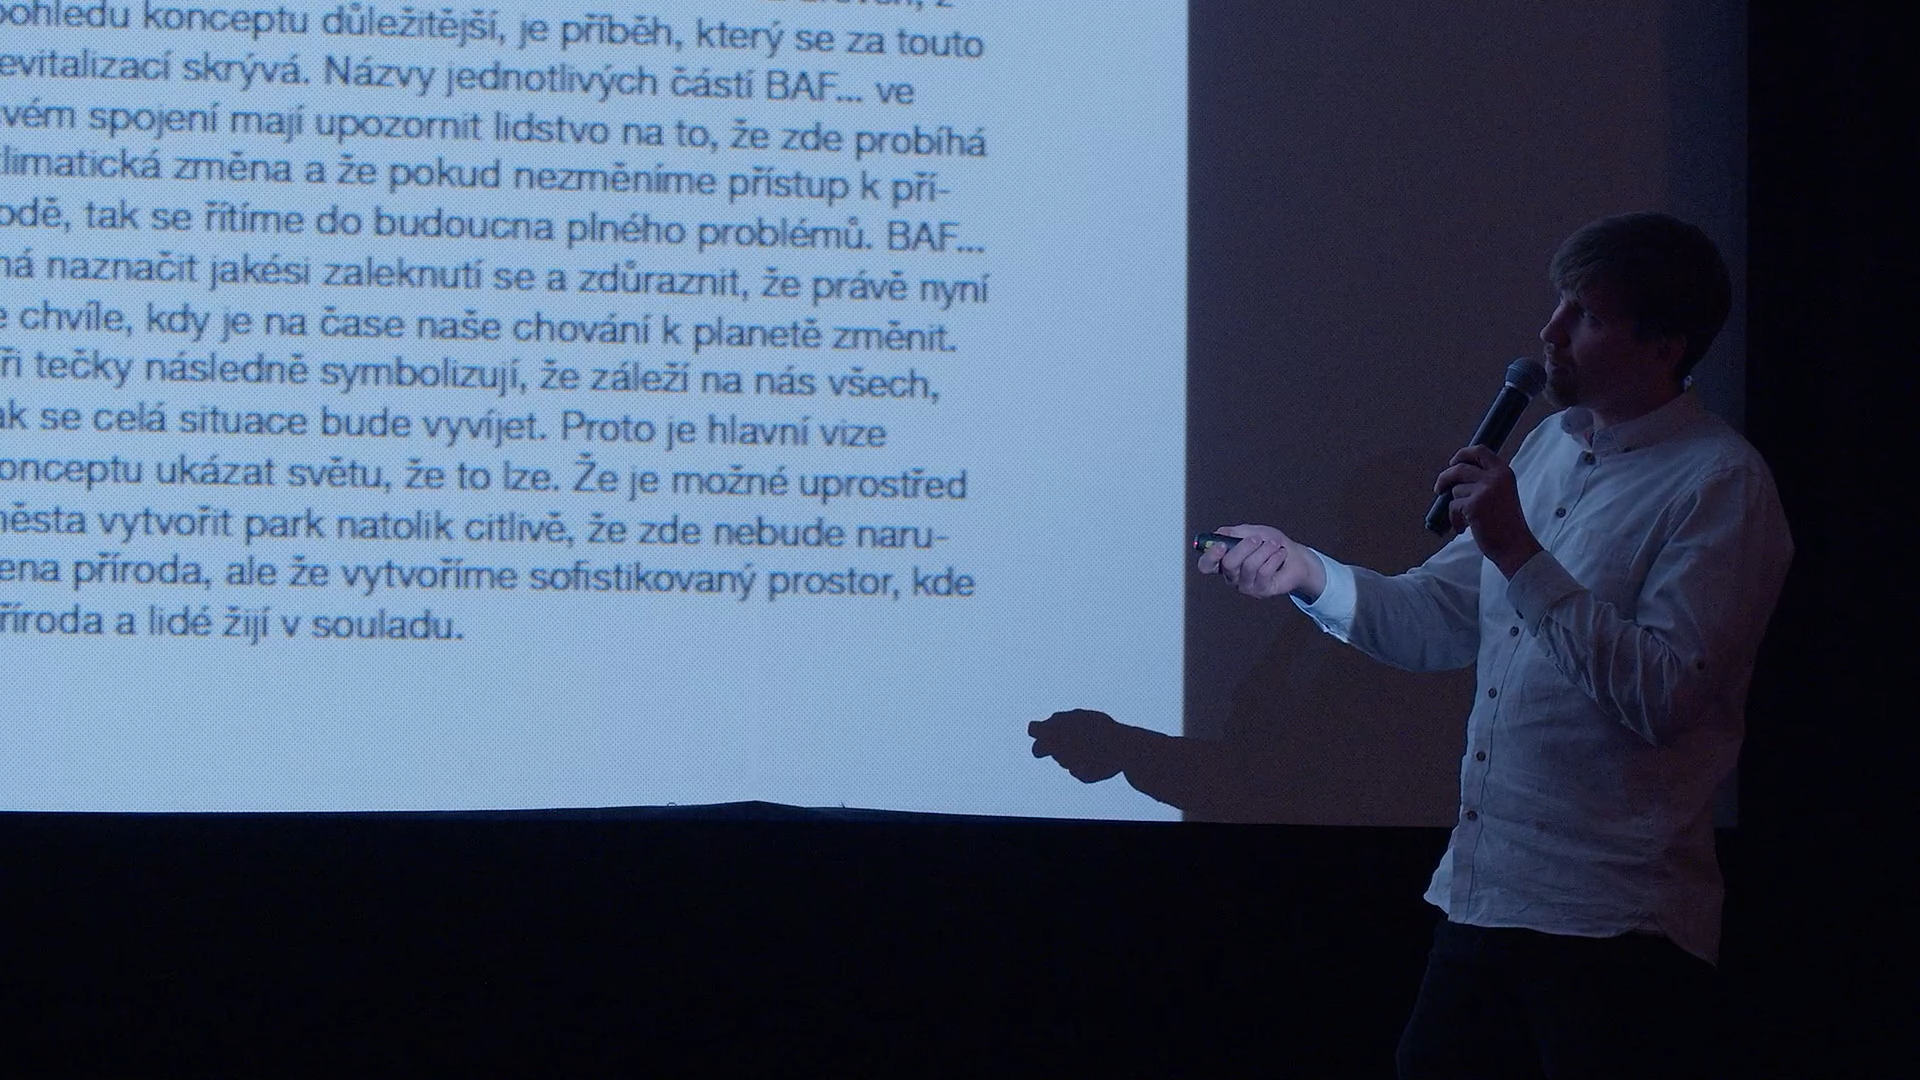 pohledu konceptu důležitější, je příběh, který se za touto
evitalizací skrývá. Názvy jednotlivých částí BAF... ve
vém spojení mají upozornit lidstvo na to, že zde probíhá
limatická změna a že pokud nezměníme přístup k pří-
odě, tak se řítíme do budoucna plného problémů. BAF...
má naznačit jakési zaleknutí se a zdůraznit, že právě nyní
e chvíle, kdy je na čase naše chování k planetě změnit.
ři tečky následně symbolizují, že záleží na nás všech,
ak se celá situace bude vyvíjet. Proto je hlavní vize
onceptu ukázat světu, že to lze. Že je možné uprostřed
ěsta vytvořit park natolik citlivě, že zde nebude naru-
ena příroda, ale že vytvoříme sofistikovaný prostor, kde
říroda a lidé žijí v souladu.